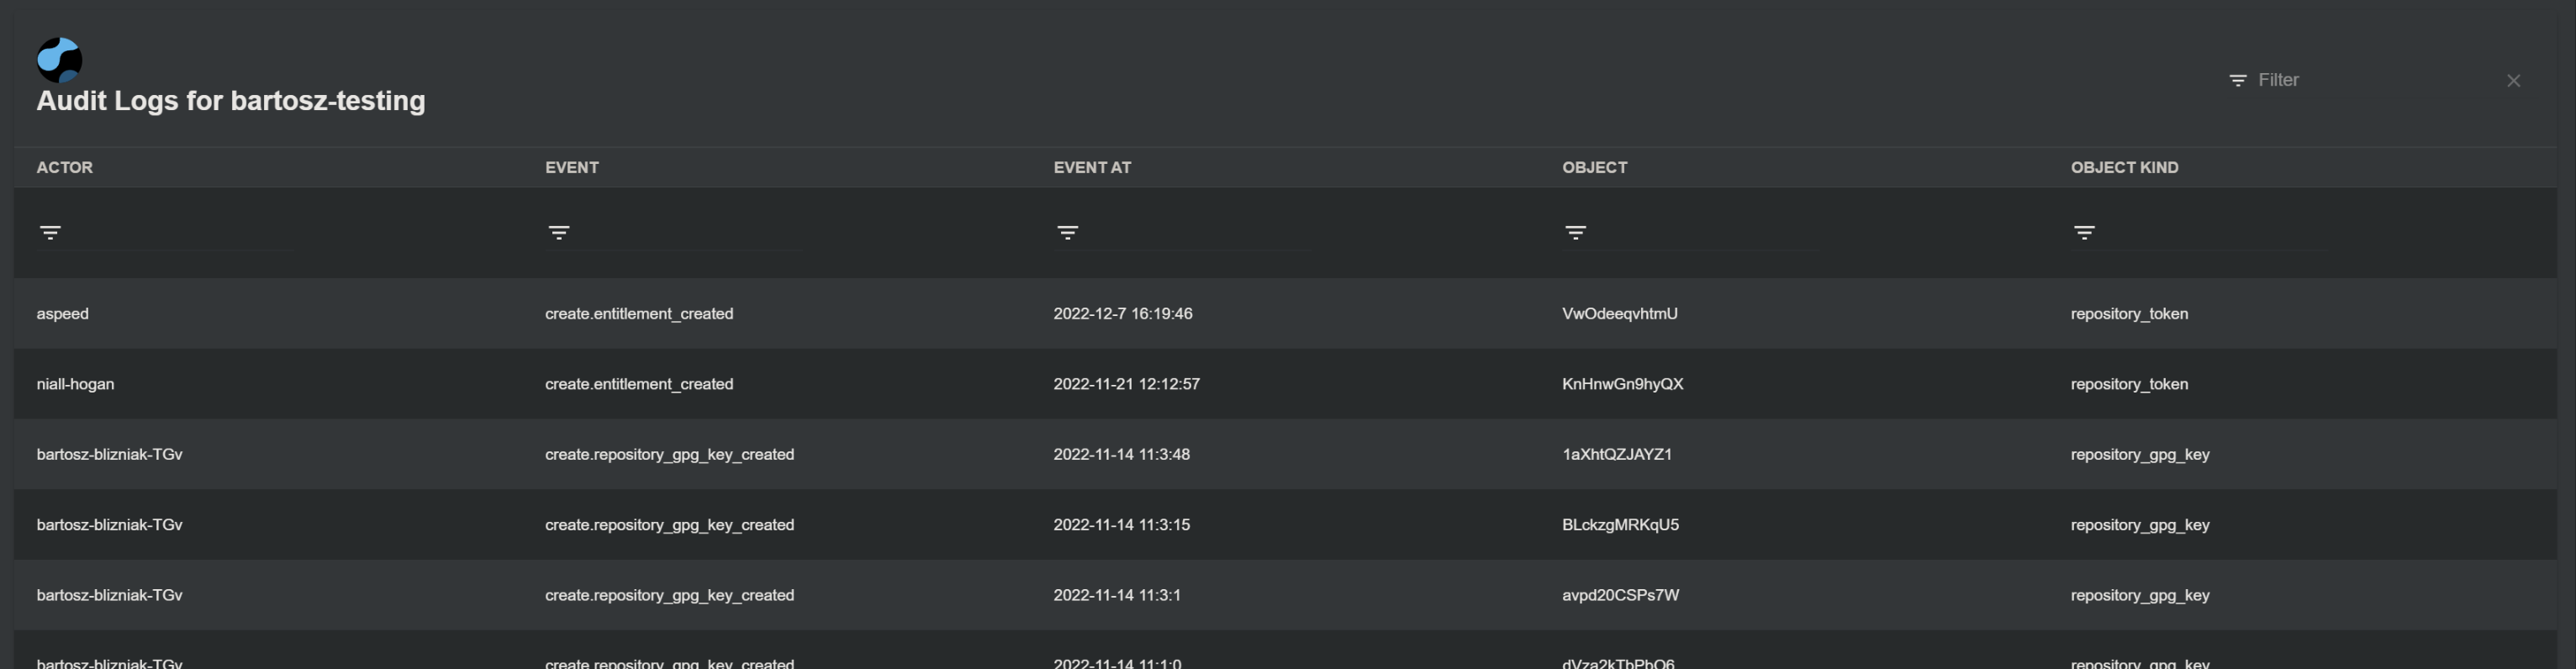 Audit Logs for bartosz-testing
Filter
ACTOR EVENT EVENT AT OBJECT OBJECT KIND
aspeed create.entitlement_created 2022-12-7 16:19:46 VwOdeeqvhtmU repository_token
niall-hogan create.entitlement_created 2022-11-21 12:12:57 KnHnwGn9hyQX repository_token
bartosz-blizniak-TGv create.repository_gpg_key_created 2022-11-14 11:3:48 1aXhtQZJAYZ1 repository_gpg_key
bartosz-blizniak-TGv create.repository_gpg_key_created 2022-11-14 11:3:15 BLckzgMRKqU5 repository_gpg_key
bartosz-blizniak-TGv create.repository_gpg_key_created 2022-11-14 11:3:1 avpd20CSPs7W repository_gpg_key
bartosz-blizniak-TGv create.repository_gpg_key_created 2022-11-14 11:1:0 repository_gpg_key